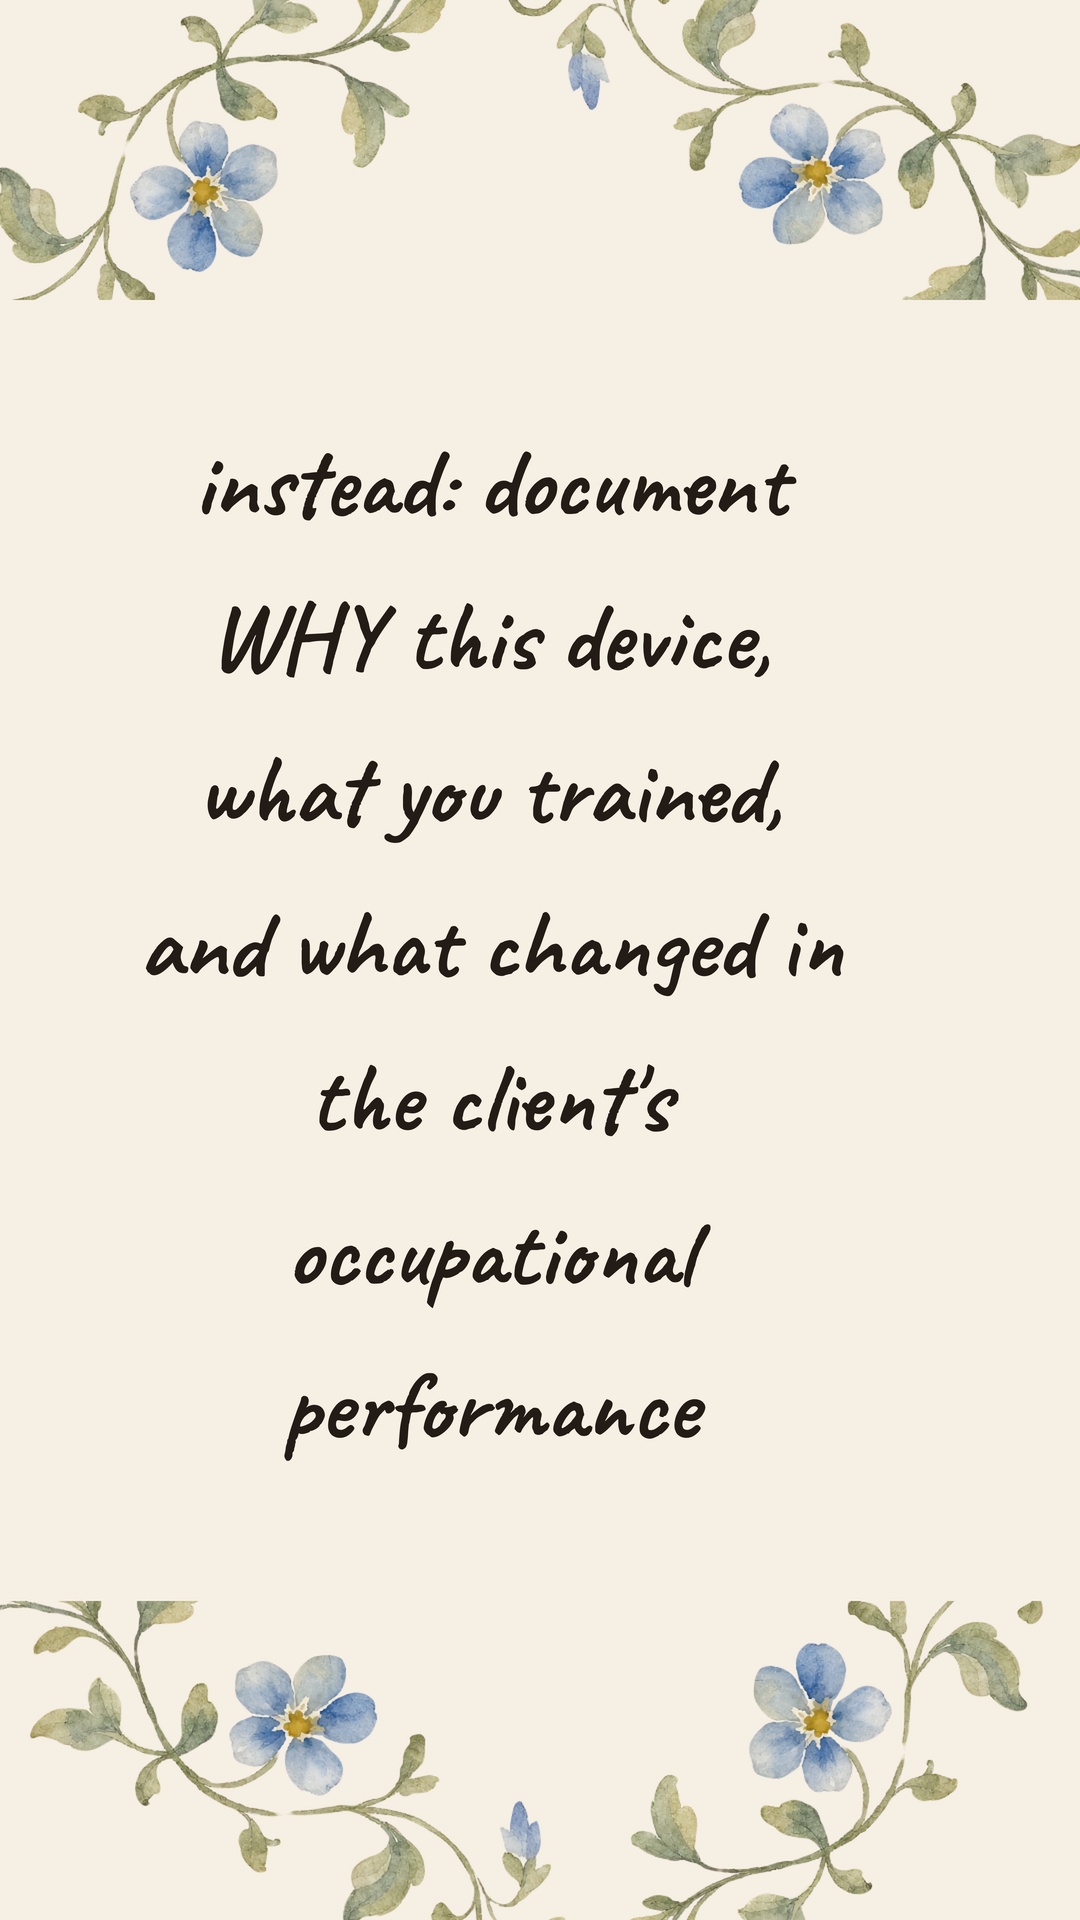 instead: document
WHY this device,
what you trained,
and what changed in
the client's
occupational
performance